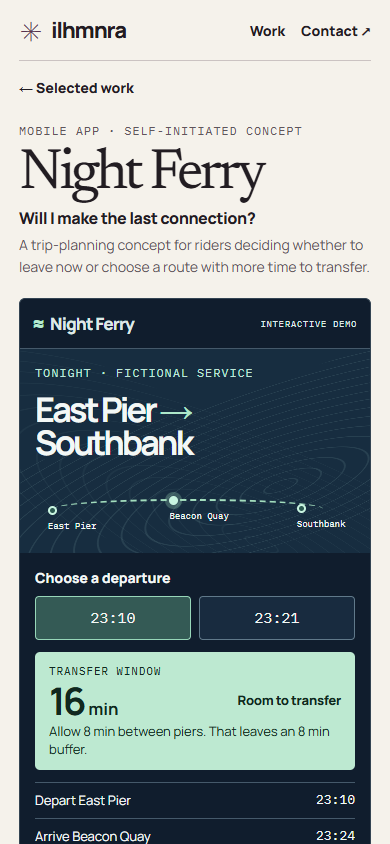 ilhmnra
Work
Contact ↗
← Selected work
MOBILE APP · SELF-INITIATED CONCEPT
Night Ferry
Will I make the last connection?
A trip-planning concept for riders deciding whether to
leave now or choose a route with more time to transfer.
≋ Night Ferry
INTERACTIVE DEMO
TONIGHT · FICTIONAL SERVICE
East Pier →
Southbank
East Pier
Beacon Quay
Southbank
Choose a departure
23:10
23:21
TRANSFER WINDOW
16 min
Room to transfer
Allow 8 min between piers. That leaves an 8 min
buffer.
Depart East Pier
23:10
Arrive Beacon Quay
23:24